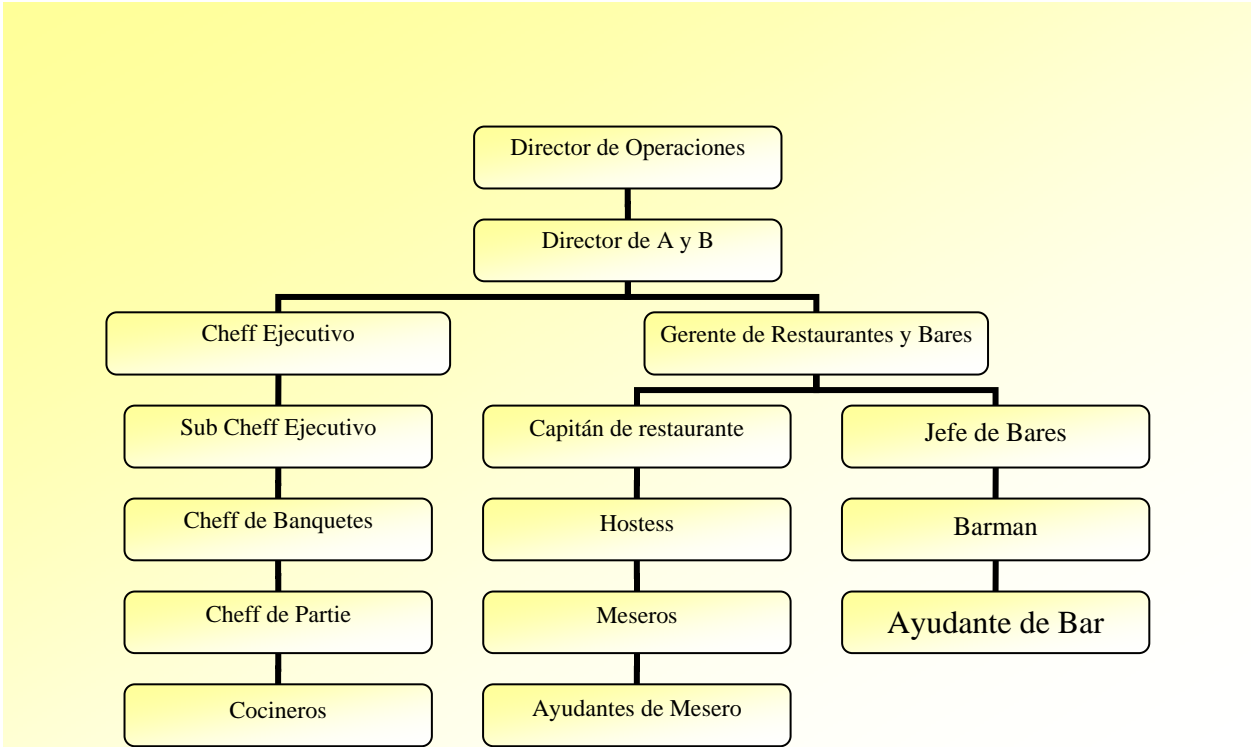 Director de Operaciones
Director de A y B
Cheff Ejecutivo
Gerente de Restaurantes y Bares
Sub Cheff Ejecutivo
Capitán de restaurante
Jefe de Bares
Cheff de Banquetes
Hostess
Barman
Cheff de Partie
Meseros
Ayudante de Bar
Cocineros
Ayudantes de Mesero